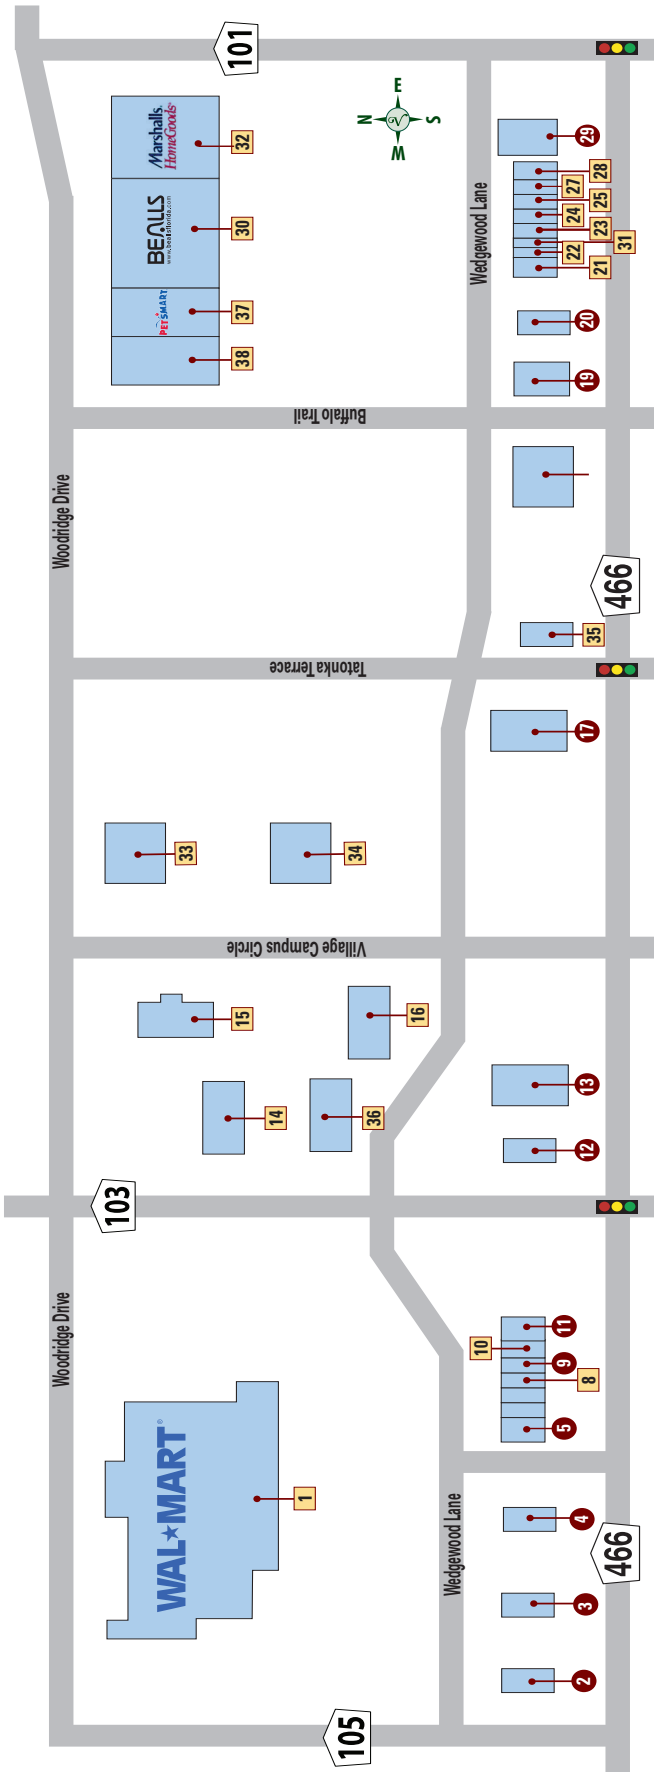 101
Marshalls.
HomeGoods
32
BEALLS
www.beallsflorida.com
30
PETSMART
37
38
N
E
S
W
Wedgewood Lane
29
28
27
25
24
23
31
22
21
20
19
Buffalo Trail
Woodridge Drive
466
35
Tatonka Terrace
17
33
34
Village Campus Circle
15
16
14
36
13
12
103
Woodridge Drive
11
10
9
8
5
WAL★MART®
1
Wedgewood Lane
4
466
3
2
105